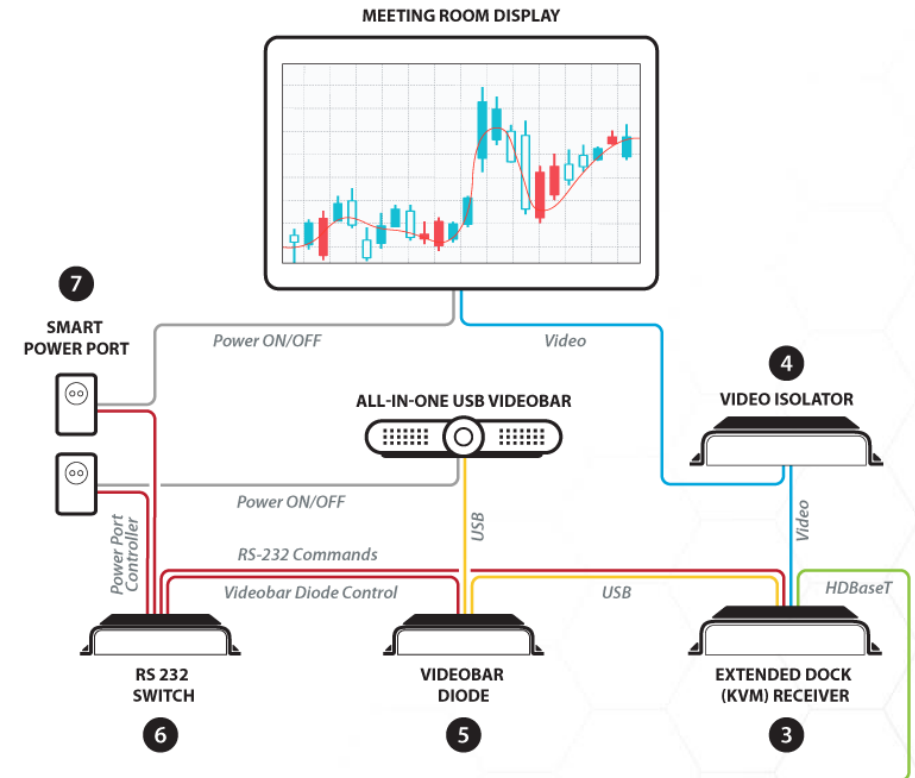 MEETING ROOM DISPLAY
7
SMART
POWER PORT
Power ON/OFF
Video
4
VIDEO ISOLATOR
ALL-IN-ONE USB VIDEOBAR
Power ON/OFF
Power Port
Controller
USB
Video
RS-232 Commands
Videobar Diode Control
USB
HDBaseT
RS 232
SWITCH
6
VIDEOBAR
DIODE
5
EXTENDED DOCK
(KVM) RECEIVER
3